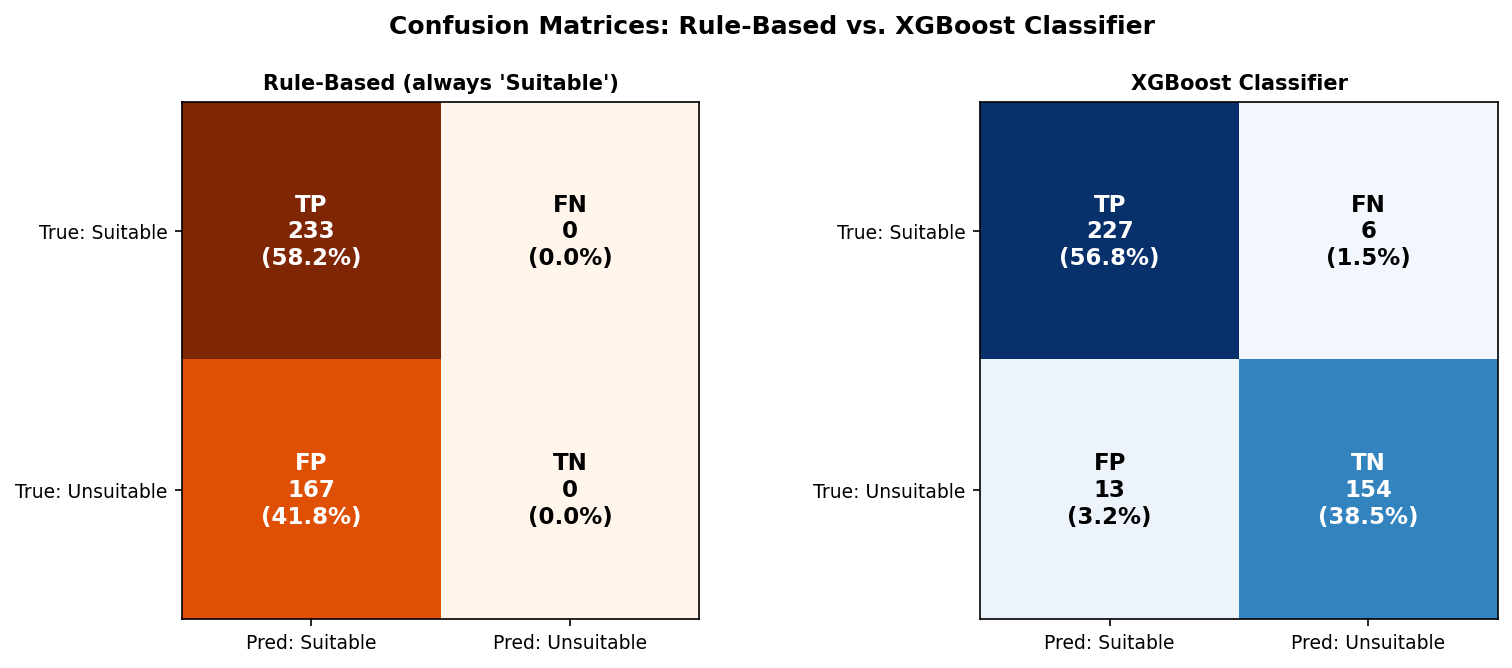 Confusion Matrices: Rule-Based vs. XGBoost Classifier
Rule-Based (always 'Suitable')
True: Suitable
TP
233
(58.2%)
FN
0
(0.0%)
True: Unsuitable
FP
167
(41.8%)
TN
0
(0.0%)
Pred: Suitable
Pred: Unsuitable
XGBoost Classifier
True: Suitable
TP
227
(56.8%)
FN
6
(1.5%)
True: Unsuitable
FP
13
(3.2%)
TN
154
(38.5%)
Pred: Suitable
Pred: Unsuitable